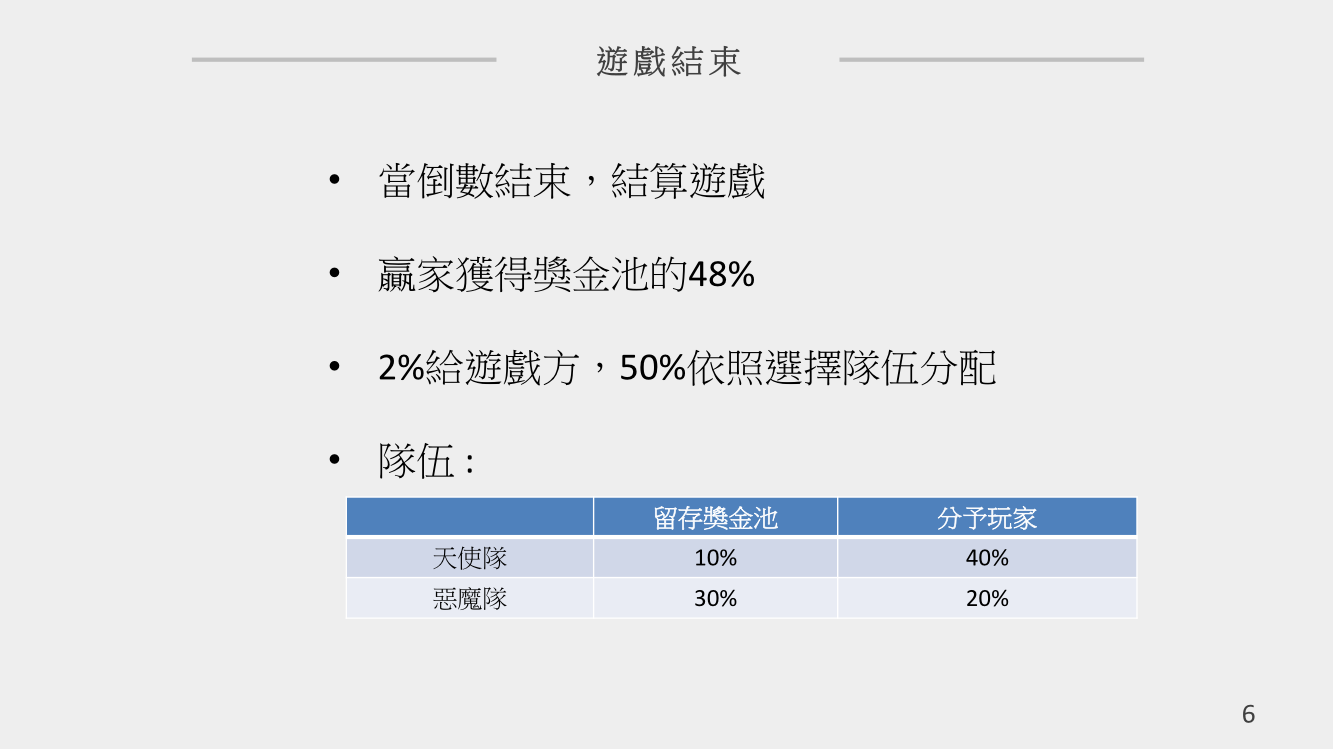 遊戲結束
• 當倒數結束，結算遊戲
• 贏家獲得獎金池的48%
• 2%給遊戲方，50%依照選擇隊伍分配
• 隊伍 :
留存獎金池 分予玩家
天使隊 10% 40%
惡魔隊 30% 20%
6